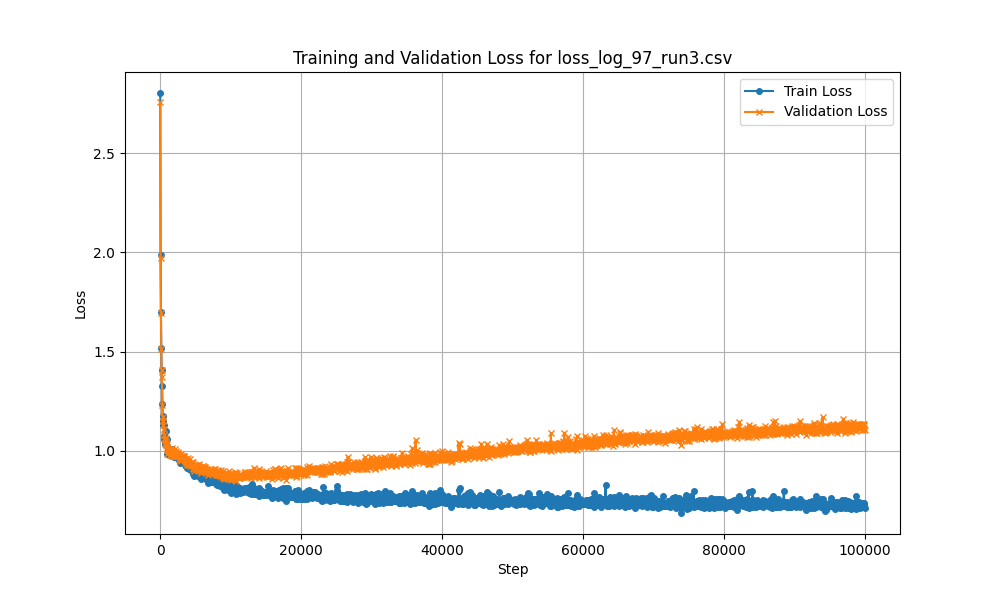 Training and Validation Loss for loss_log_97_run3.csv
Train Loss
Validation Loss
2.5
2.0
1.5
1.0
Loss
0
20000
40000
60000
80000
100000
Step